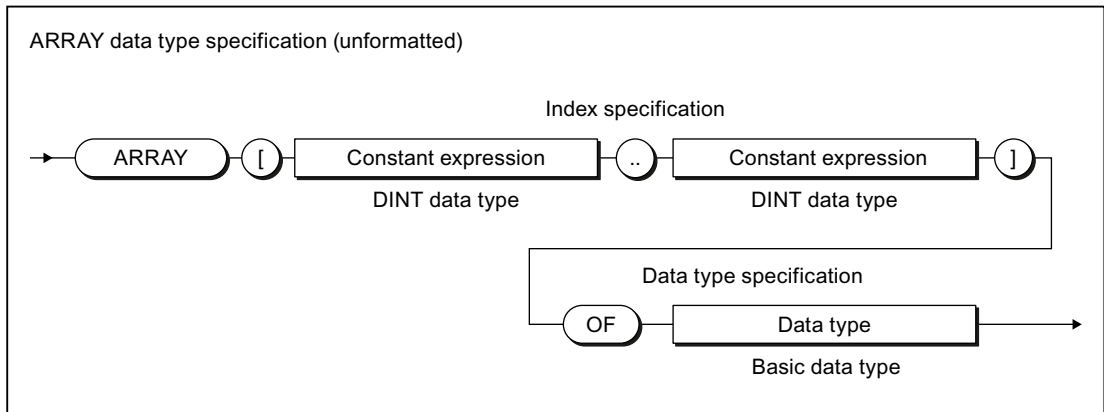 ARRAY data type specification (unformatted)
Index specification
ARRAY [ Constant expression .. Constant expression ]
DINT data type DINT data type
Data type specification
OF Data type
Basic data type